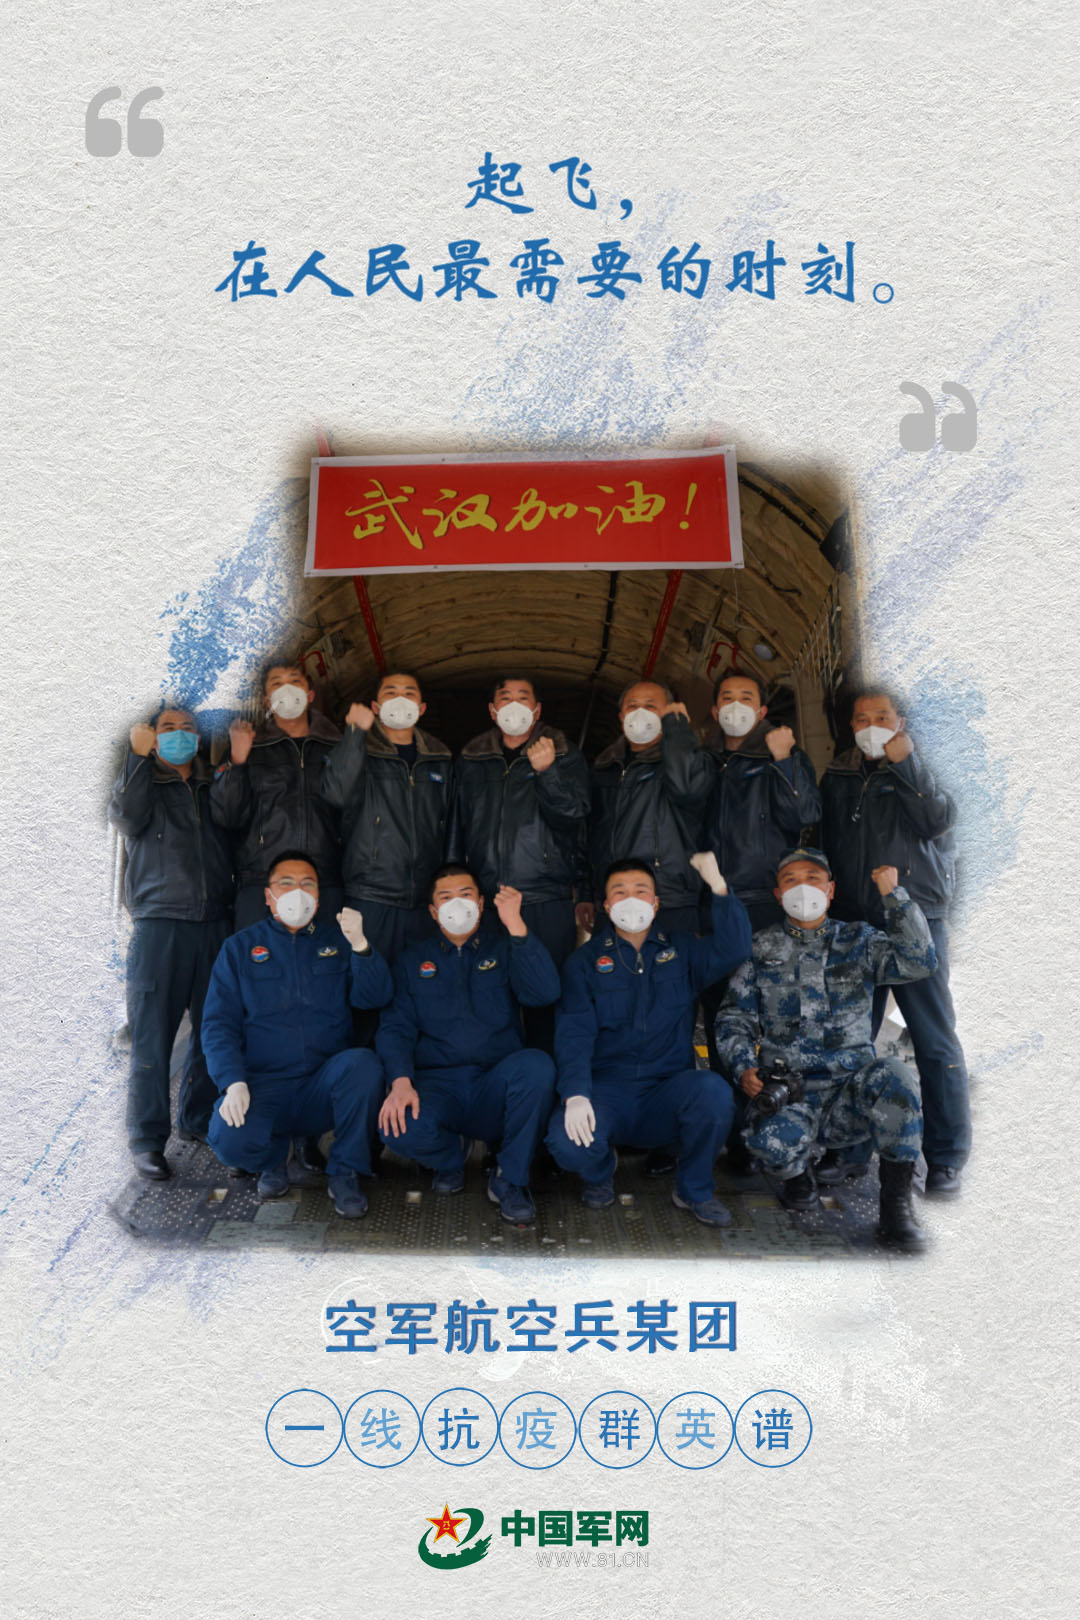 起飞，
在人民最需要的时刻。
武汉加油！
空军航空兵某团
一线抗疫群英谱
中国军网
WWW.81.CN